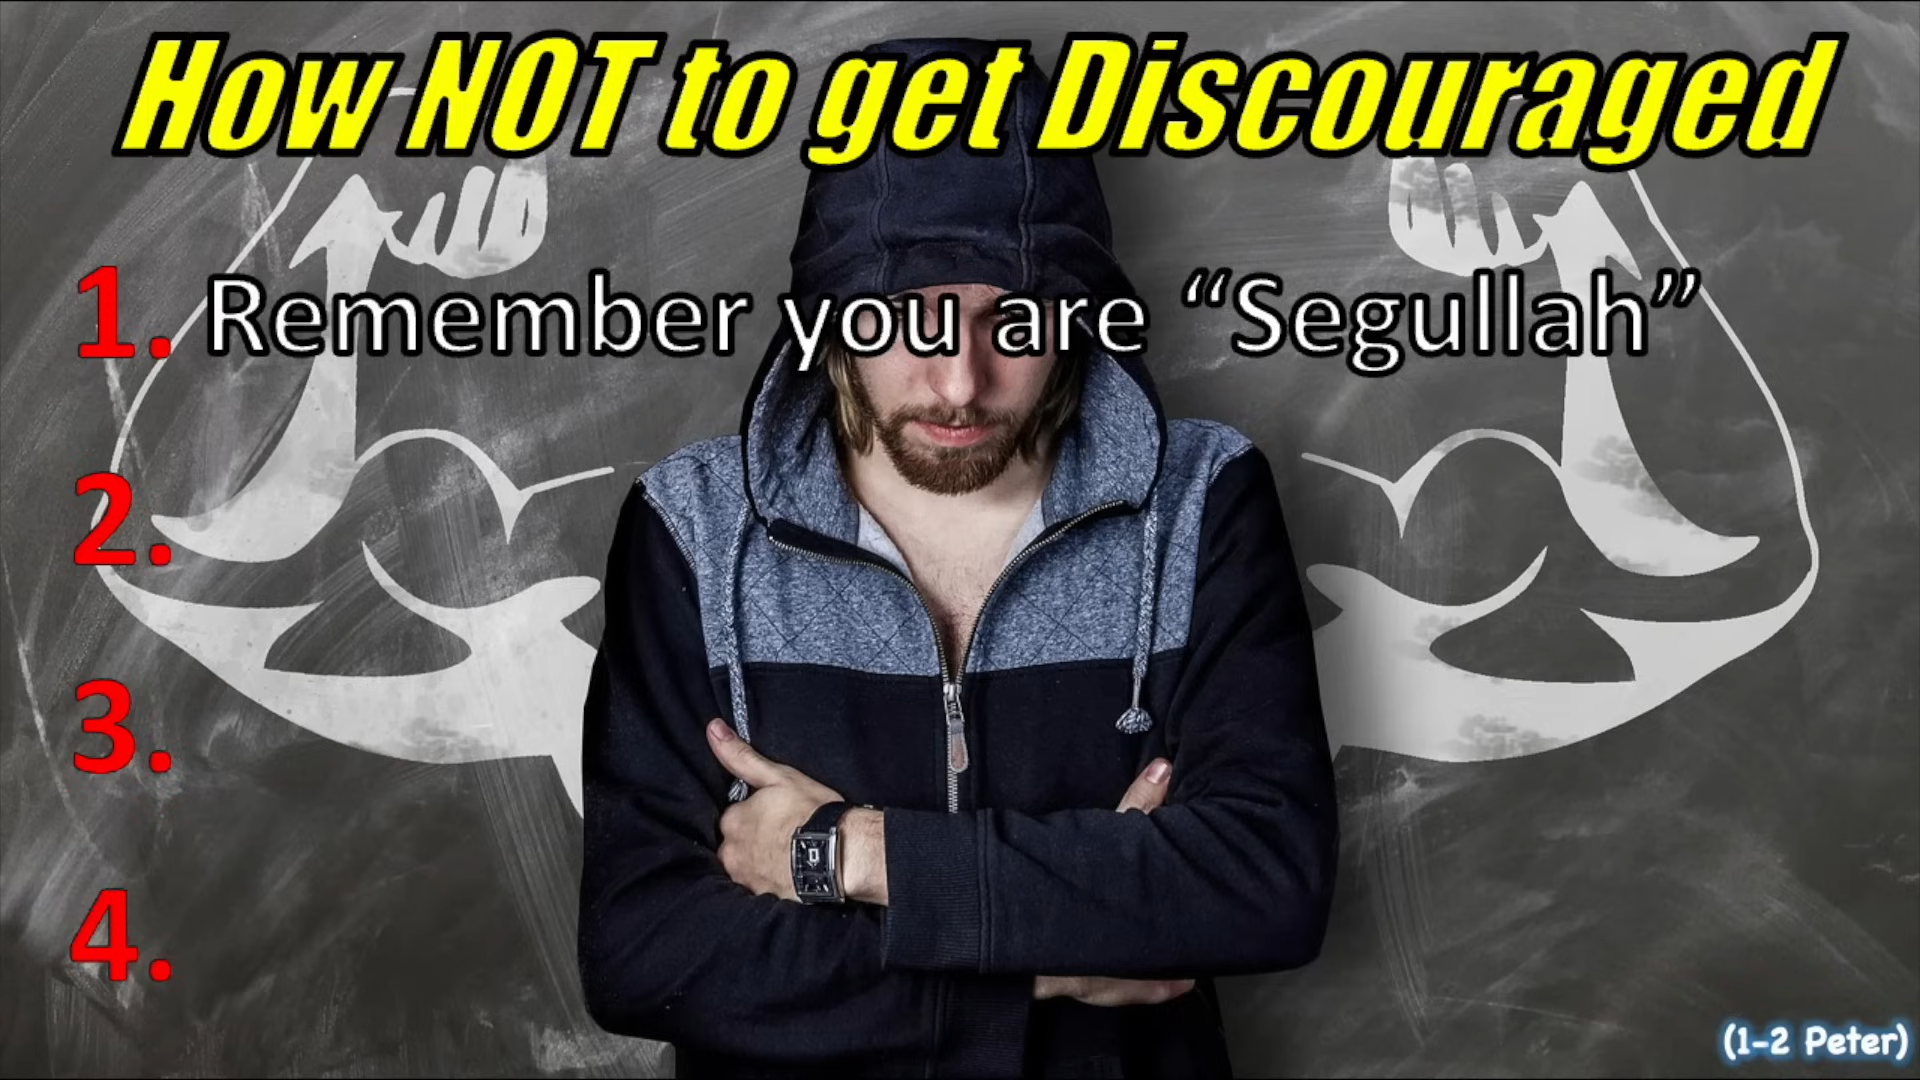 How NOT to get Discouraged
1. Remember you are “Segullah”
2.
3.
4.
(1-2 Peter)